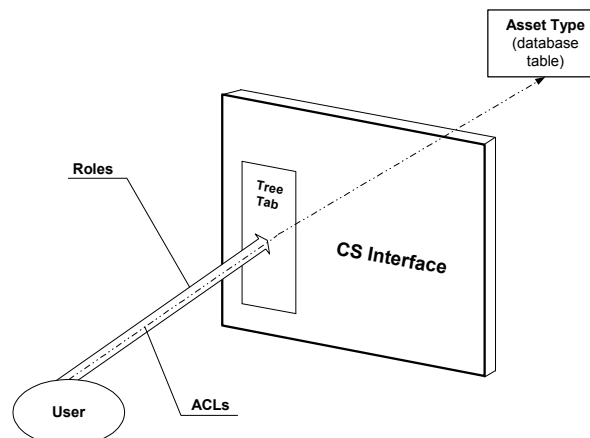 Asset Type
(database
table)
Roles
Tree
Tab
CS Interface
User
ACLs